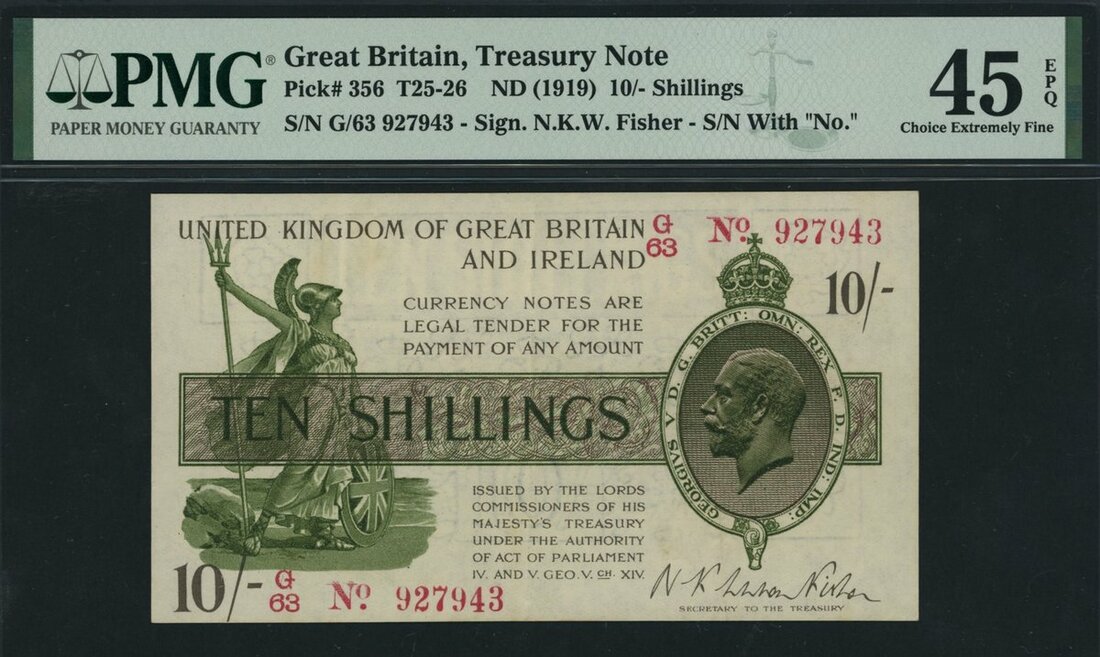 PMG®
PAPER MONEY GUARANTY
Great Britain, Treasury Note
Pick# 356 T25-26 ND (1919) 10/- Shillings
S/N G/63 927943 - Sign. N.K.W. Fisher - S/N With "No."
45 EPQ
Choice Extremely Fine
UNITED KINGDOM OF GREAT BRITAIN
AND IRELAND
G/63 No. 927943
10/-
CURRENCY NOTES ARE
LEGAL TENDER FOR THE
PAYMENT OF ANY AMOUNT
GEORGIVS V D. G. BRITT: OMN: REX F. D. IND: IMP:
TEN SHILLINGS
ISSUED BY THE LORDS
COMMISSIONERS OF HIS
MAJESTY'S TREASURY
UNDER THE AUTHORITY
OF ACT OF PARLIAMENT
IV. AND V. GEO. V. CH. XIV.
10/- G/63 No 927943
SECRETARY TO THE TREASURY